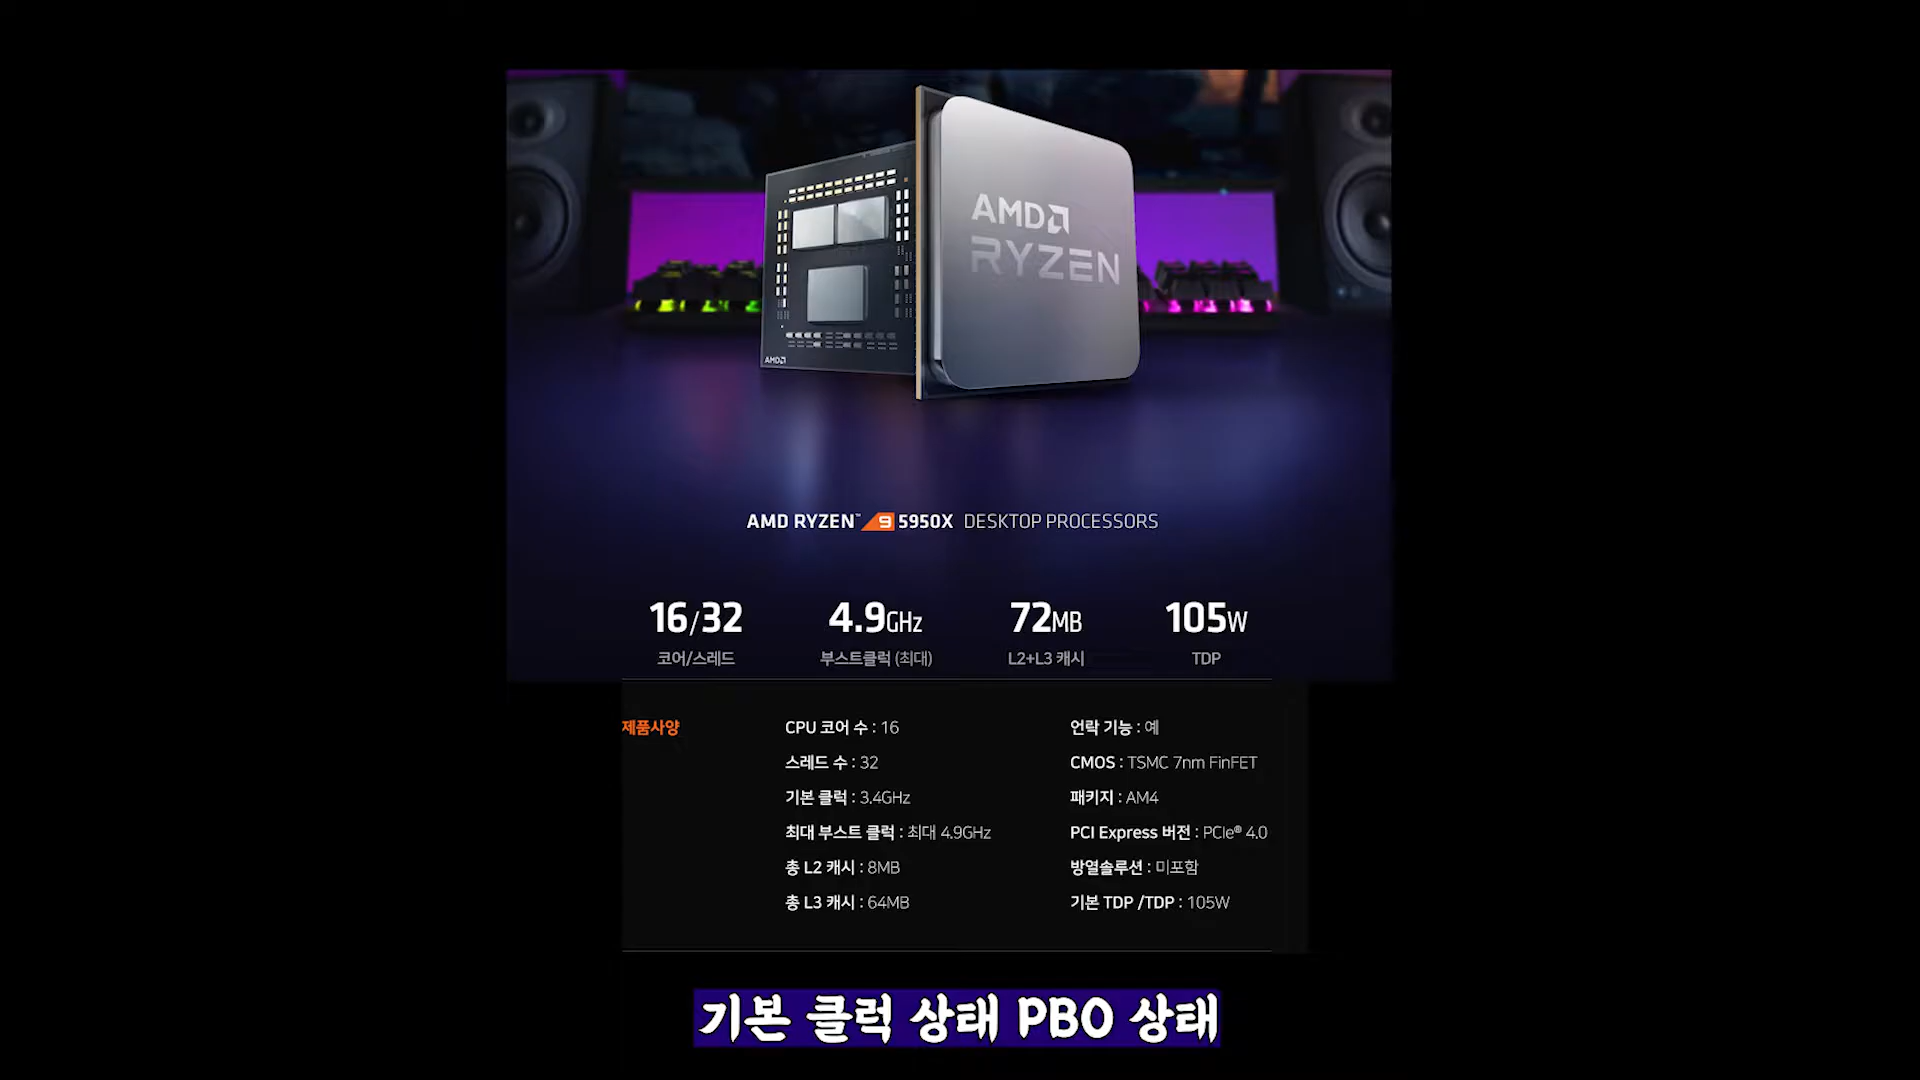 AMD
RYZEN
AMD
AMD RYZEN™ 9 5950X DESKTOP PROCESSORS
16/32 4.9GHz 72MB 105W
코어/스레드 부스트클럭 (최대) L2+L3 캐시 TDP
제품사양 CPU 코어 수 : 16 언락 기능 : 예
스레드 수 : 32 CMOS : TSMC 7nm FinFET
기본 클럭 : 3.4GHz 패키지 : AM4
최대 부스트 클럭 : 최대 4.9GHz PCI Express 버전 : PCIe® 4.0
총 L2 캐시 : 8MB 방열솔루션 : 미포함
총 L3 캐시 : 64MB 기본 TDP /TDP : 105W
기본 클럭 상태 PBO 상태